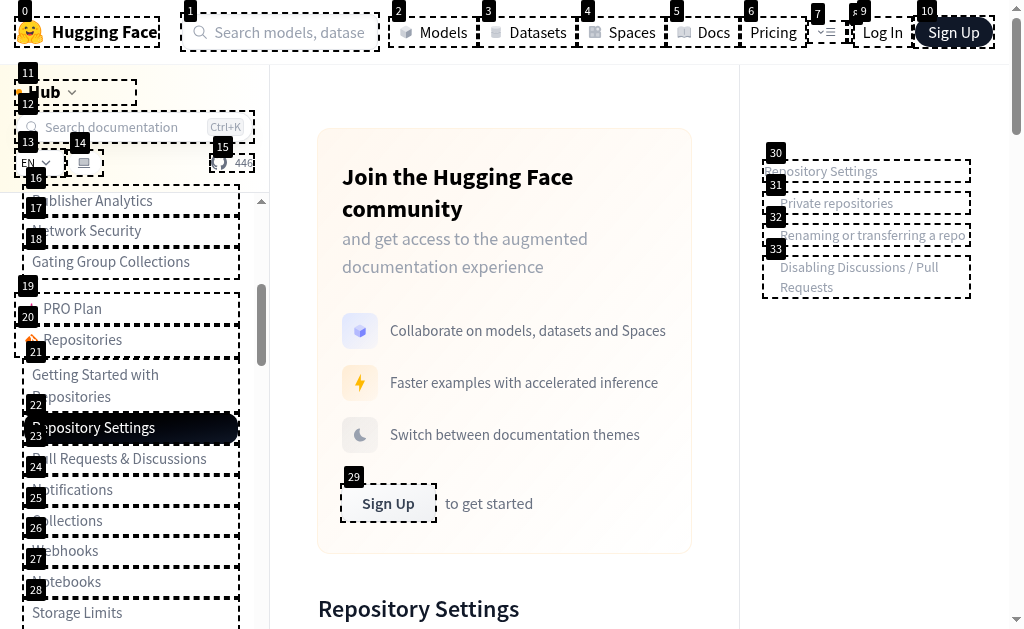 0 1 2 3 4 5 6 7 8 9 10
Hugging Face
Search models, datase
Models
Datasets
Spaces
Docs
Pricing
Log In
Sign Up
11
Hub
12
Search documentation
Ctrl+K
13 14 15
EN
446
16
Publisher Analytics
17
Network Security
18
Gating Group Collections
19
PRO Plan
20
Repositories
21
Getting Started with
Repositories
22
Repository Settings
23
Pull Requests & Discussions
24
Notifications
25
Collections
26
Webhooks
27
Notebooks
28
Storage Limits
Join the Hugging Face
community
and get access to the augmented
documentation experience
Collaborate on models, datasets and Spaces
Faster examples with accelerated inference
Switch between documentation themes
29
Sign Up
to get started
Repository Settings
30
Repository Settings
31
Private repositories
32
Renaming or transferring a repo
33
Disabling Discussions / Pull
Requests